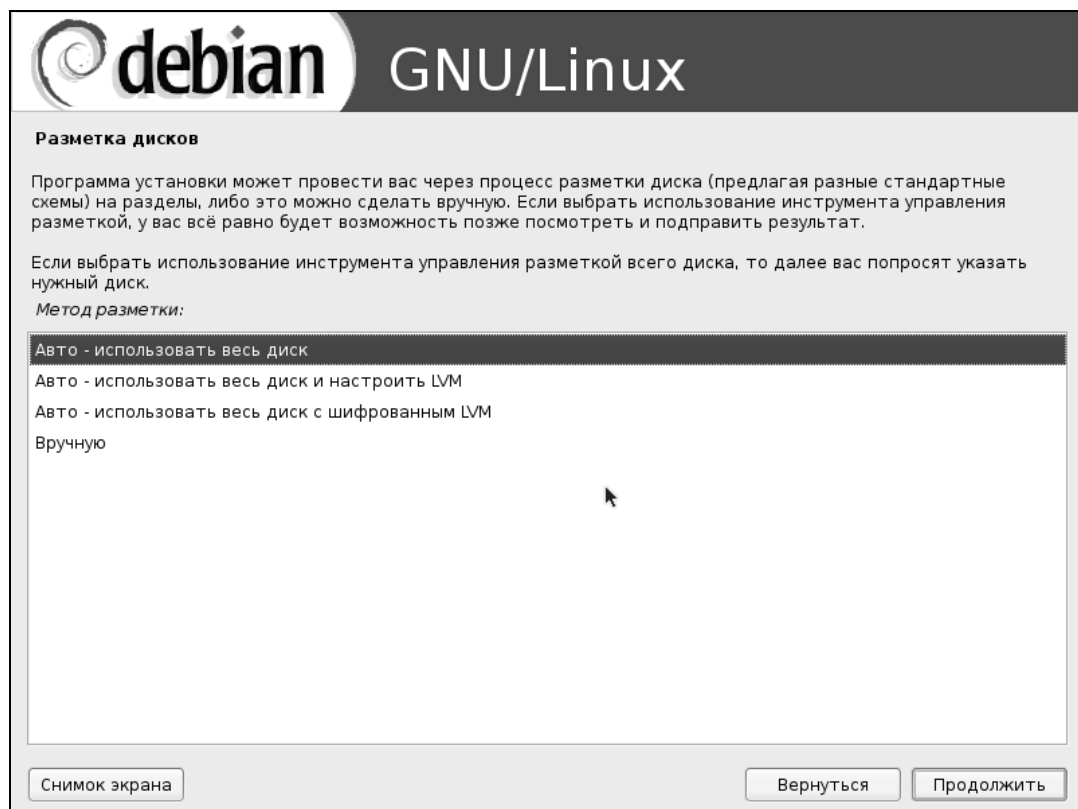 debian GNU/Linux
Разметка дисков
Программа установки может провести вас через процесс разметки диска (предлагая разные стандартные
схемы) на разделы, либо это можно сделать вручную. Если выбрать использование инструмента управления
разметкой, у вас всё равно будет возможность позже посмотреть и подправить результат.
Если выбрать использование инструмента управления разметкой всего диска, то далее вас попросят указать
нужный диск.
Метод разметки:
Авто - использовать весь диск
Авто - использовать весь диск и настроить LVM
Авто - использовать весь диск с шифрованным LVM
Вручную
Снимок экрана Вернуться Продолжить